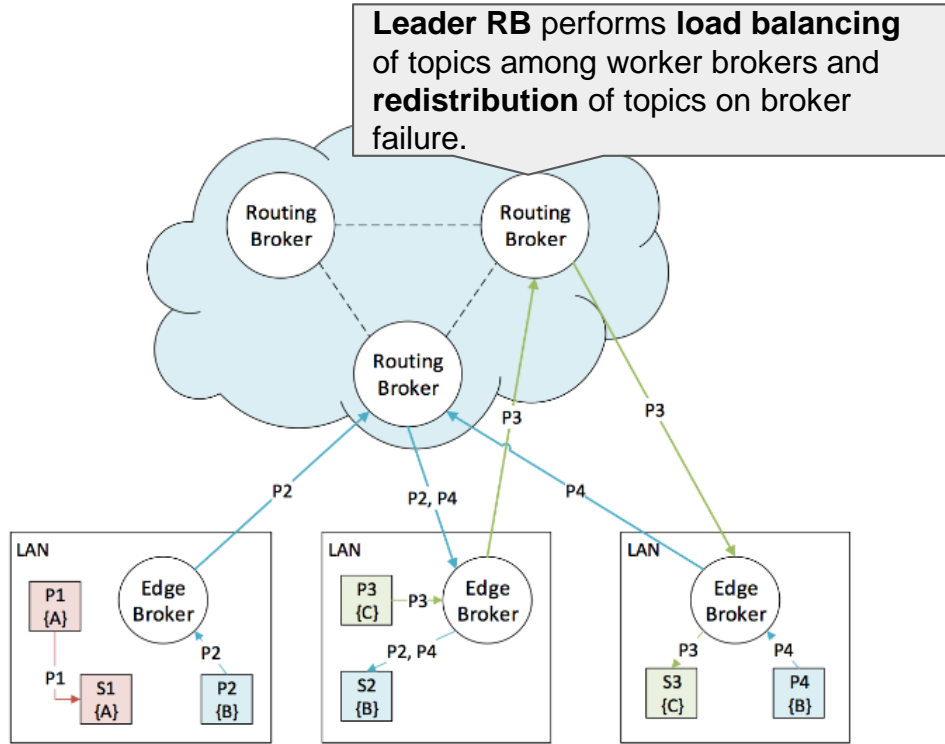 Leader RB performs load balancing
of topics among worker brokers and
redistribution of topics on broker
failure.
Routing
Broker
Routing
Broker
Routing
Broker
P3
P3
P2
P2, P4
P4
LAN
P1
{A}
Edge
Broker
P2
P1
S1
{A}
P2
{B}
LAN
P3
{C}
P3
Edge
Broker
P2, P4
S2
{B}
LAN
Edge
Broker
P3
P4
S3
{C}
P4
{B}